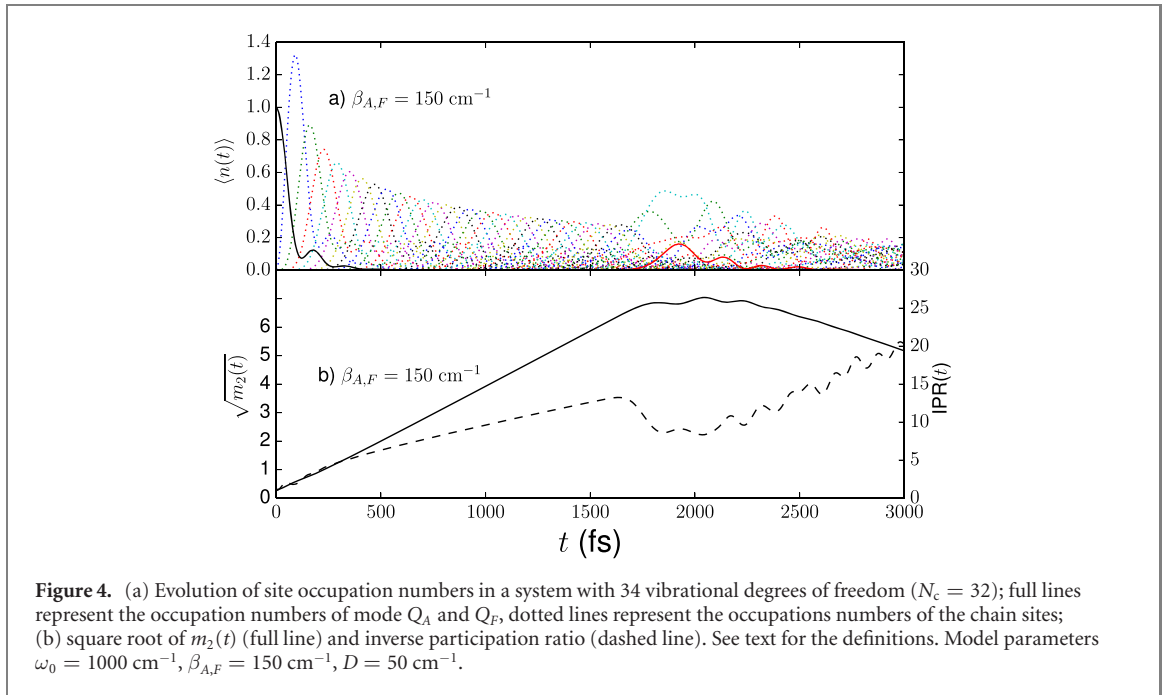 1.4
1.2
1.0
0.8
0.6
0.4
0.2
0.0
⟨n(t)⟩
a) β_{A,F} = 150 cm⁻¹
6
5
4
3
2
1
0
√m₂(t)
b) β_{A,F} = 150 cm⁻¹
30
25
20
15
10
5
0
IPR(t)
0 500 1000 1500 2000 2500 3000
t (fs)
Figure 4. (a) Evolution of site occupation numbers in a system with 34 vibrational degrees of freedom (N_c = 32); full lines
represent the occupation numbers of mode Q_A and Q_F, dotted lines represent the occupations numbers of the chain sites;
(b) square root of m₂(t) (full line) and inverse participation ratio (dashed line). See text for the definitions. Model parameters
ω₀ = 1000 cm⁻¹, β_{A,F} = 150 cm⁻¹, D = 50 cm⁻¹.